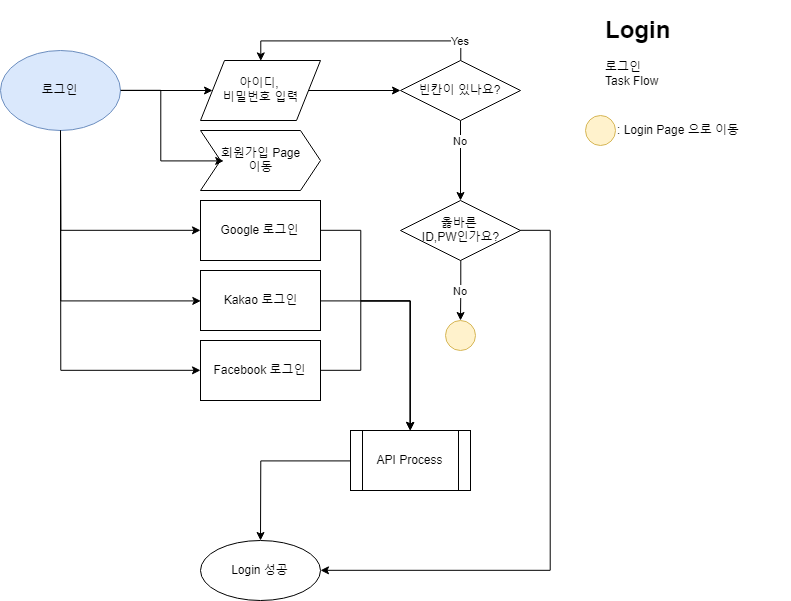 Login
로그인
Task Flow
: Login Page 으로 이동
로그인
아이디,
비밀번호 입력
Yes
빈칸이 있나요?
회원가입 Page
이동
No
Google 로그인
옳바른
ID,PW인가요?
Kakao 로그인
No
Facebook 로그인
API Process
Login 성공